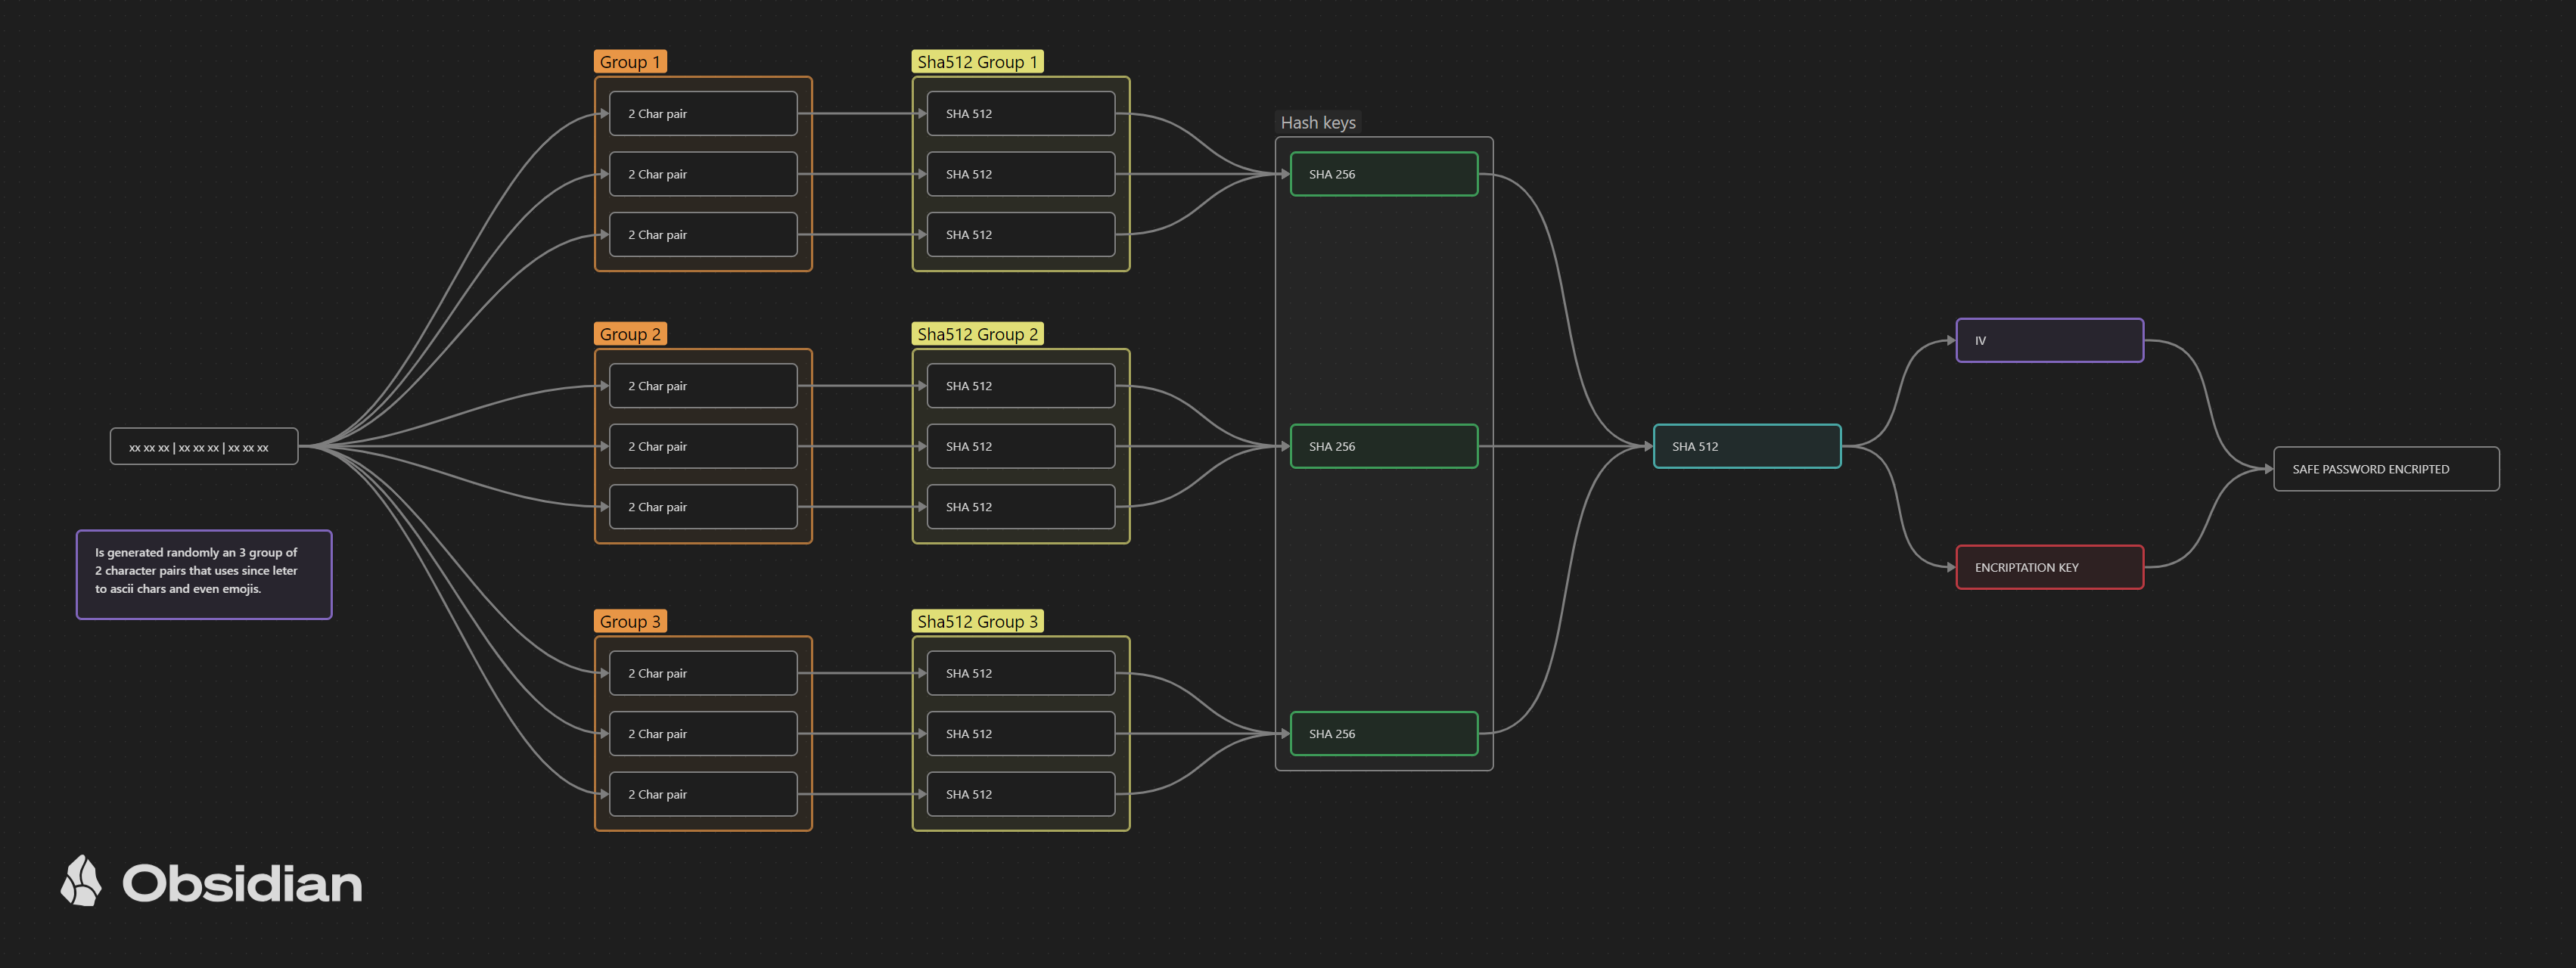 Group 1
2 Char pair
2 Char pair
2 Char pair
Sha512 Group 1
SHA 512
SHA 512
SHA 512
Group 2
2 Char pair
2 Char pair
2 Char pair
Sha512 Group 2
SHA 512
SHA 512
SHA 512
Group 3
2 Char pair
2 Char pair
2 Char pair
Sha512 Group 3
SHA 512
SHA 512
SHA 512
Hash keys
SHA 256
SHA 256
SHA 256
xx xx xx | xx xx xx | xx xx xx
Is generated randomly an 3 group of
2 character pairs that uses since leter
to ascii chars and even emojis.
SHA 512
IV
ENCRIPTATION KEY
SAFE PASSWORD ENCRIPTED
Obsidian